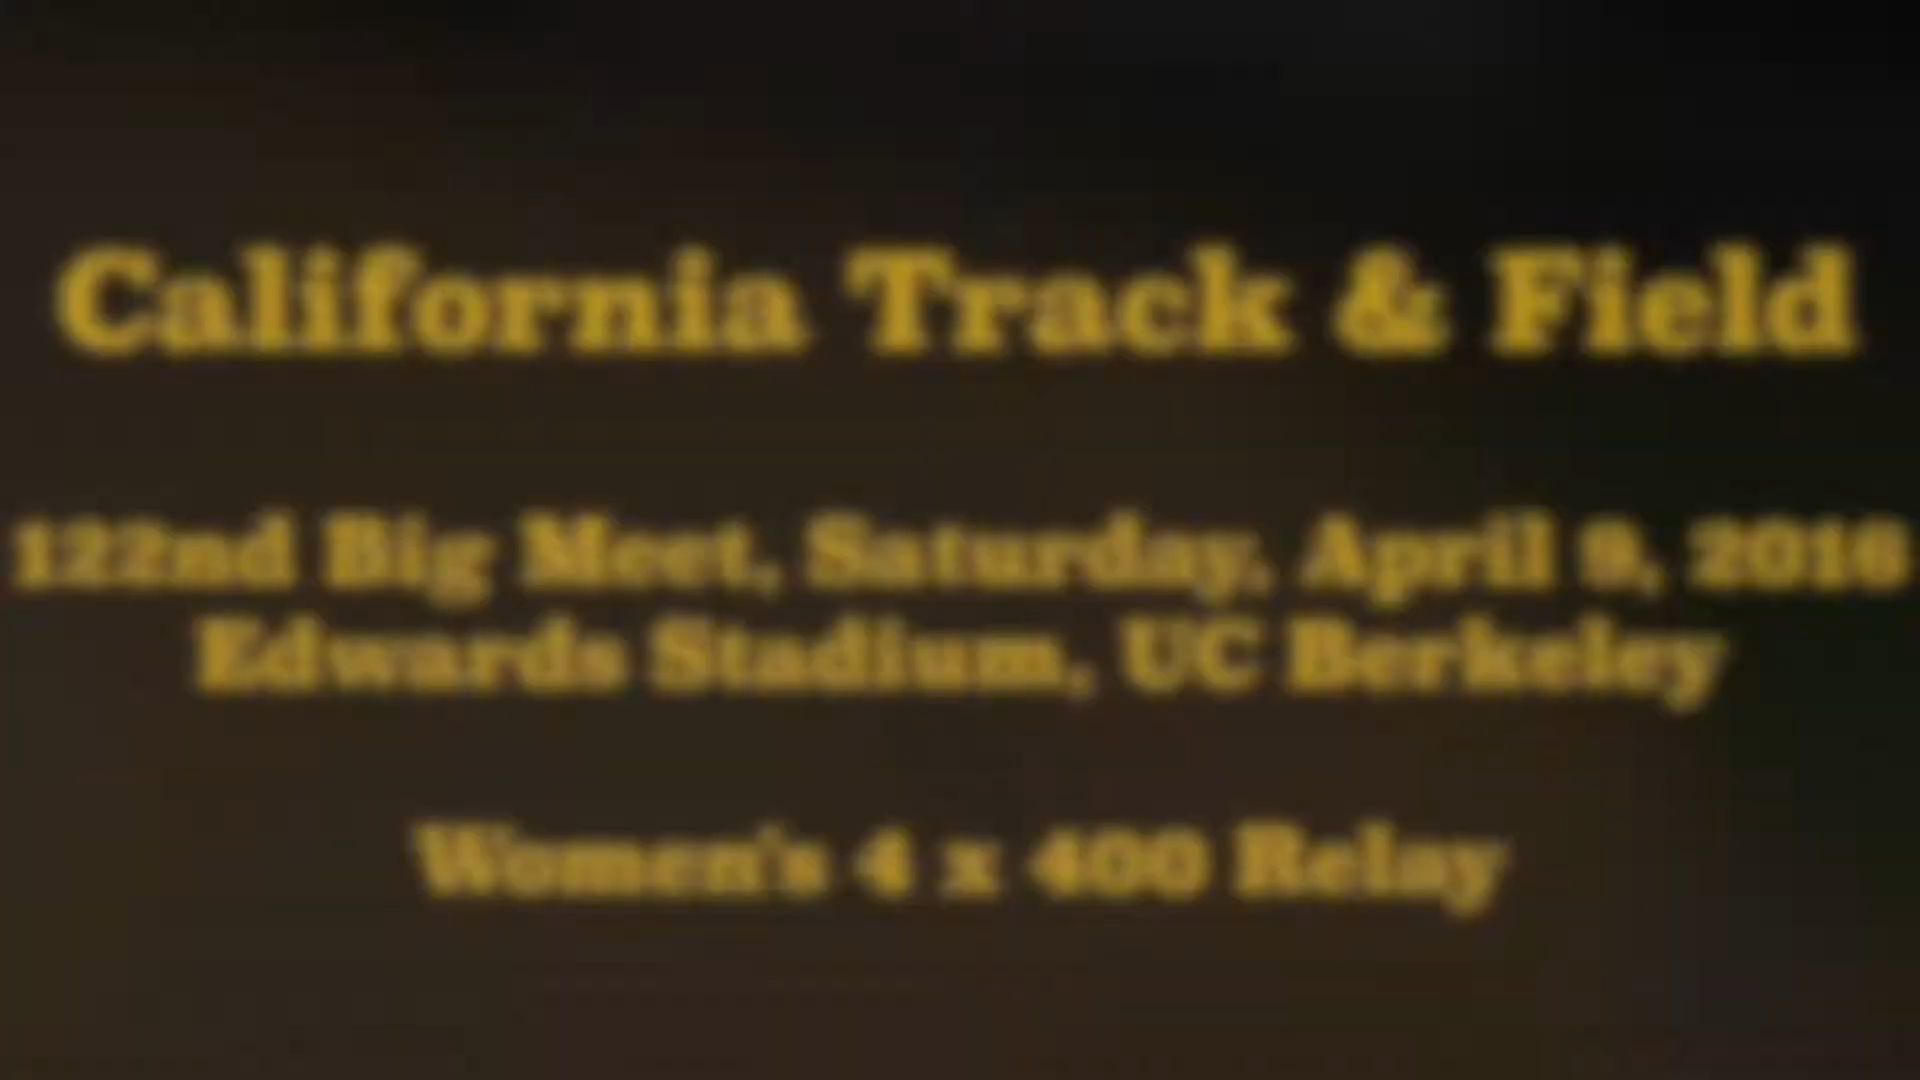 California Track & Field
122nd Big Meet, Saturday, April 9, 2016
Edwards Stadium, UC Berkeley
Women's 4 x 400 Relay